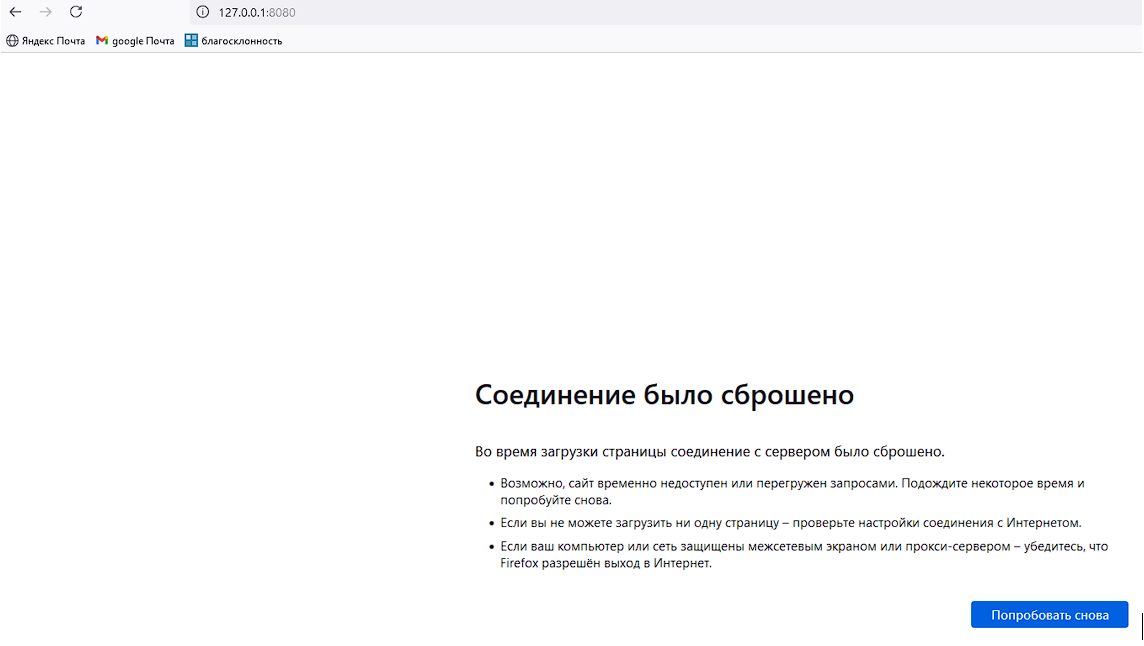 127.0.0.1:8080
Яндекс Почта google Почта благосклонность
Соединение было сброшено
Во время загрузки страницы соединение с сервером было сброшено.
• Возможно, сайт временно недоступен или перегружен запросами. Подождите некоторое время и
попробуйте снова.
• Если вы не можете загрузить ни одну страницу – проверьте настройки соединения с Интернетом.
• Если ваш компьютер или сеть защищены межсетевым экраном или прокси-сервером – убедитесь, что
Firefox разрешён выход в Интернет.
Попробовать снова